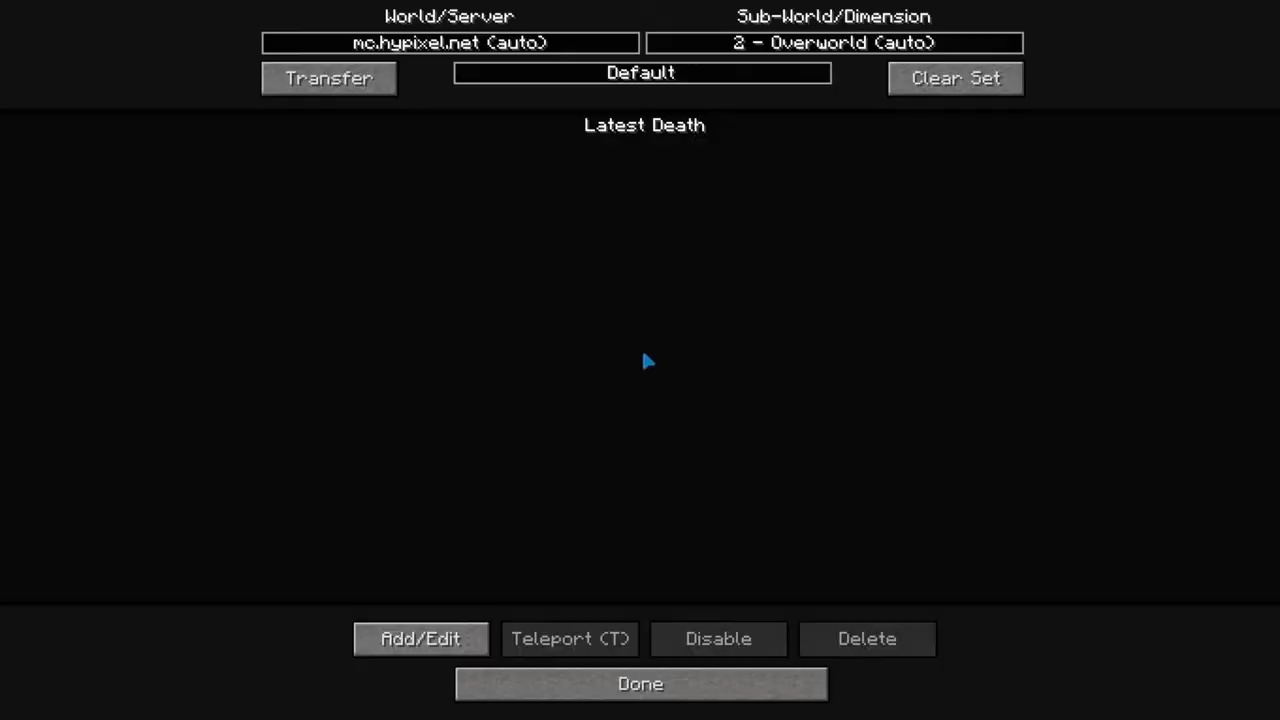 World/Server Sub-World/Dimension
mc.hypixel.net (auto) 2 - Overworld (auto)
Transfer Default Clear Set
Latest Death
Add/Edit Teleport (T) Disable Delete
Done